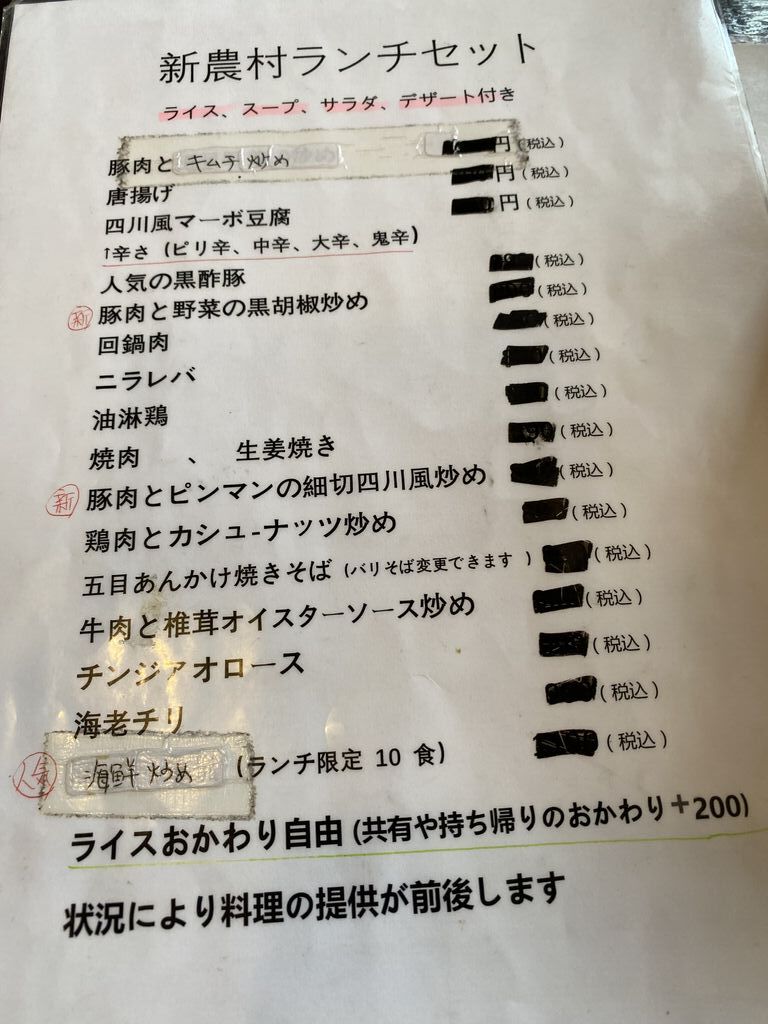 新農村ランチセット
ライス、スープ、サラダ、デザート付き
豚肉と キムチ炒め 円(税込)
唐揚げ 円(税込)
四川風マーボ豆腐 円(税込)
↑辛さ(ピリ辛、中辛、大辛、鬼辛)
人気の黒酢豚 (税込)
新 豚肉と野菜の黒胡椒炒め (税込)
回鍋肉 (税込)
ニラレバ (税込)
油淋鶏 (税込)
焼肉 、 生姜焼き (税込)
新 豚肉とピンマンの細切四川風炒め (税込)
鶏肉とカシュ-ナッツ炒め (税込)
五目あんかけ焼きそば (バリそば変更できます ) (税込)
牛肉と椎茸オイスターソース炒め (税込)
チンジァオロース (税込)
海老チリ (税込)
人気 海鮮炒め (ランチ限定 10 食) (税込)
ライスおかわり自由 (共有や持ち帰りのおかわり+200)
状況により料理の提供が前後します